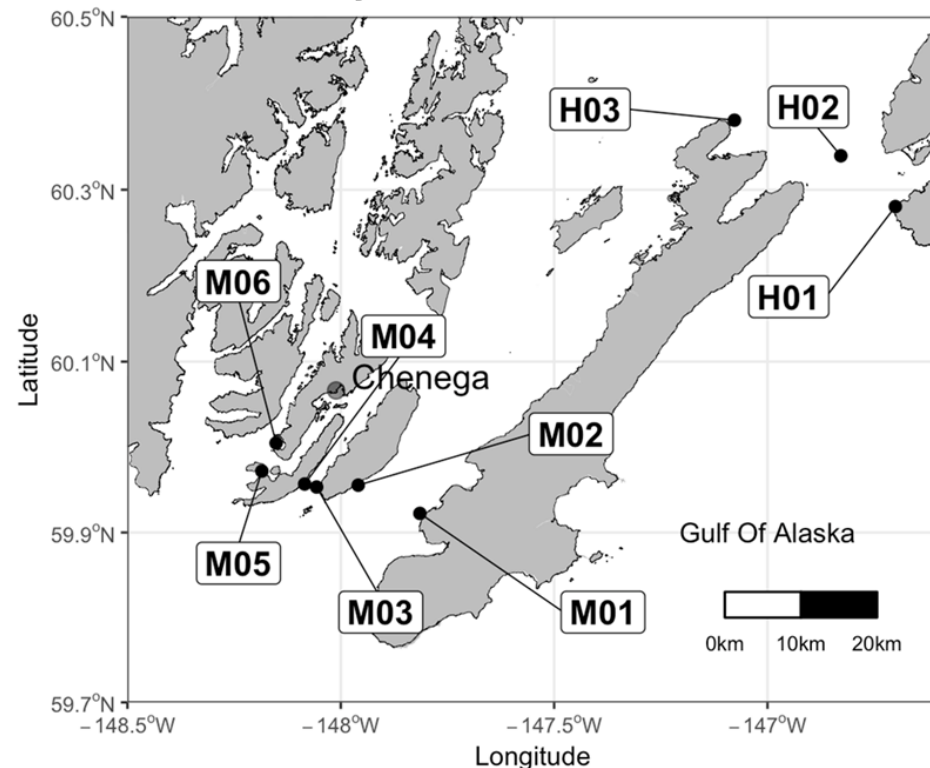 60.5°N
H03
H02
60.3°N
M06
H01
M04
60.1°N
Chenega
M02
59.9°N
Gulf Of Alaska
M05
M03
M01
0km 10km 20km
59.7°N
−148.5°W −148°W −147.5°W −147°W
Latitude
Longitude